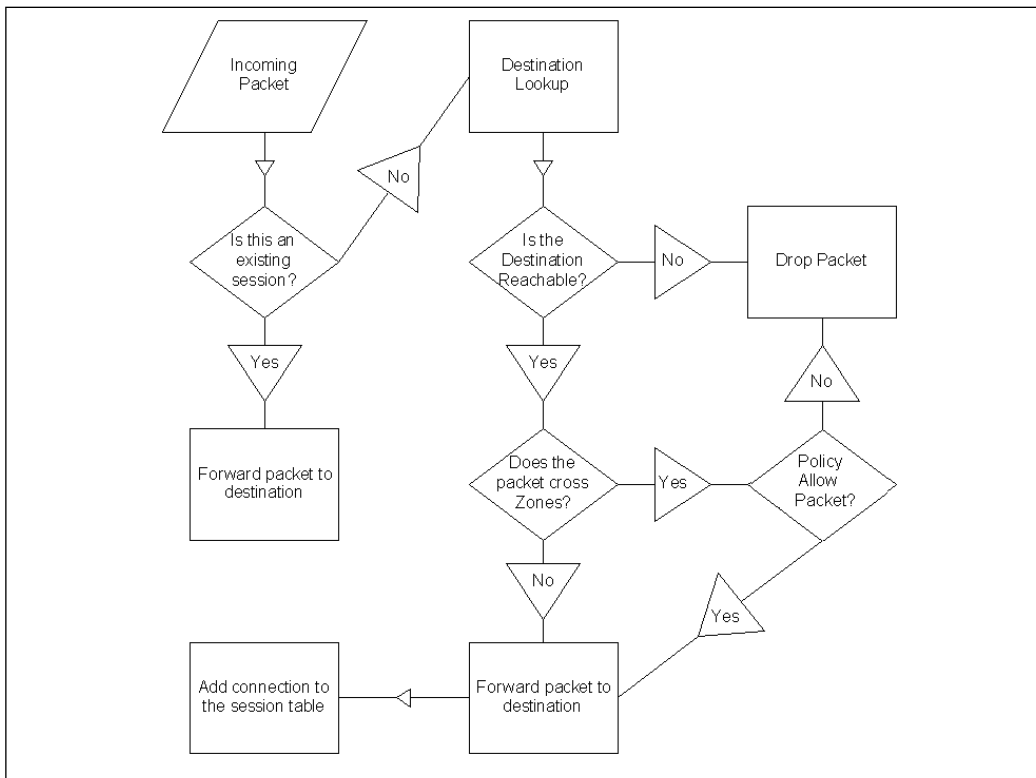 Incoming
Packet
Destination
Lookup
No
Is this an
existing
session?
Is the
Destination
Reachable?
No
Drop Packet
Yes
Yes
No
Forward packet to
destination
Does the
packet cross
Zones?
Yes
Policy
Allow
Packet?
No
Yes
Add connection to
the session table
Forward packet to
destination